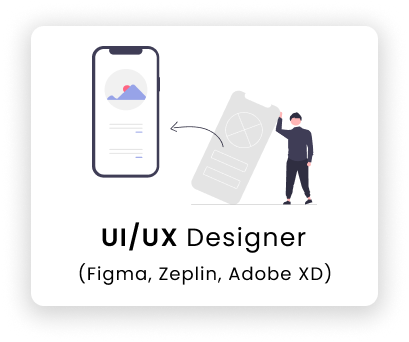 UI/UX Designer
(Figma, Zeplin, Adobe XD)